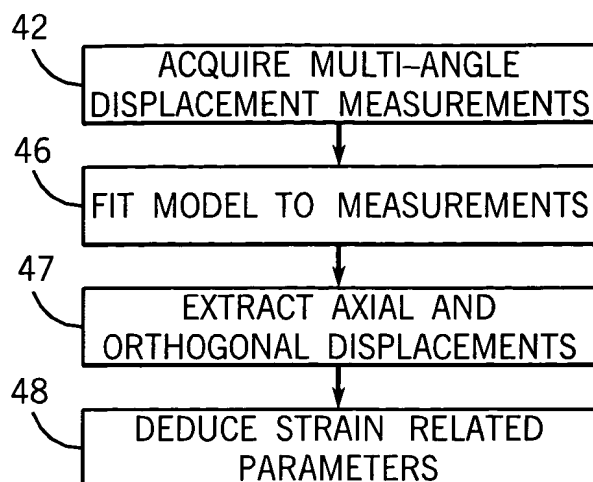 42
ACQUIRE MULTI-ANGLE
DISPLACEMENT MEASUREMENTS
46
FIT MODEL TO MEASUREMENTS
47
EXTRACT AXIAL AND
ORTHOGONAL DISPLACEMENTS
48
DEDUCE STRAIN RELATED
PARAMETERS